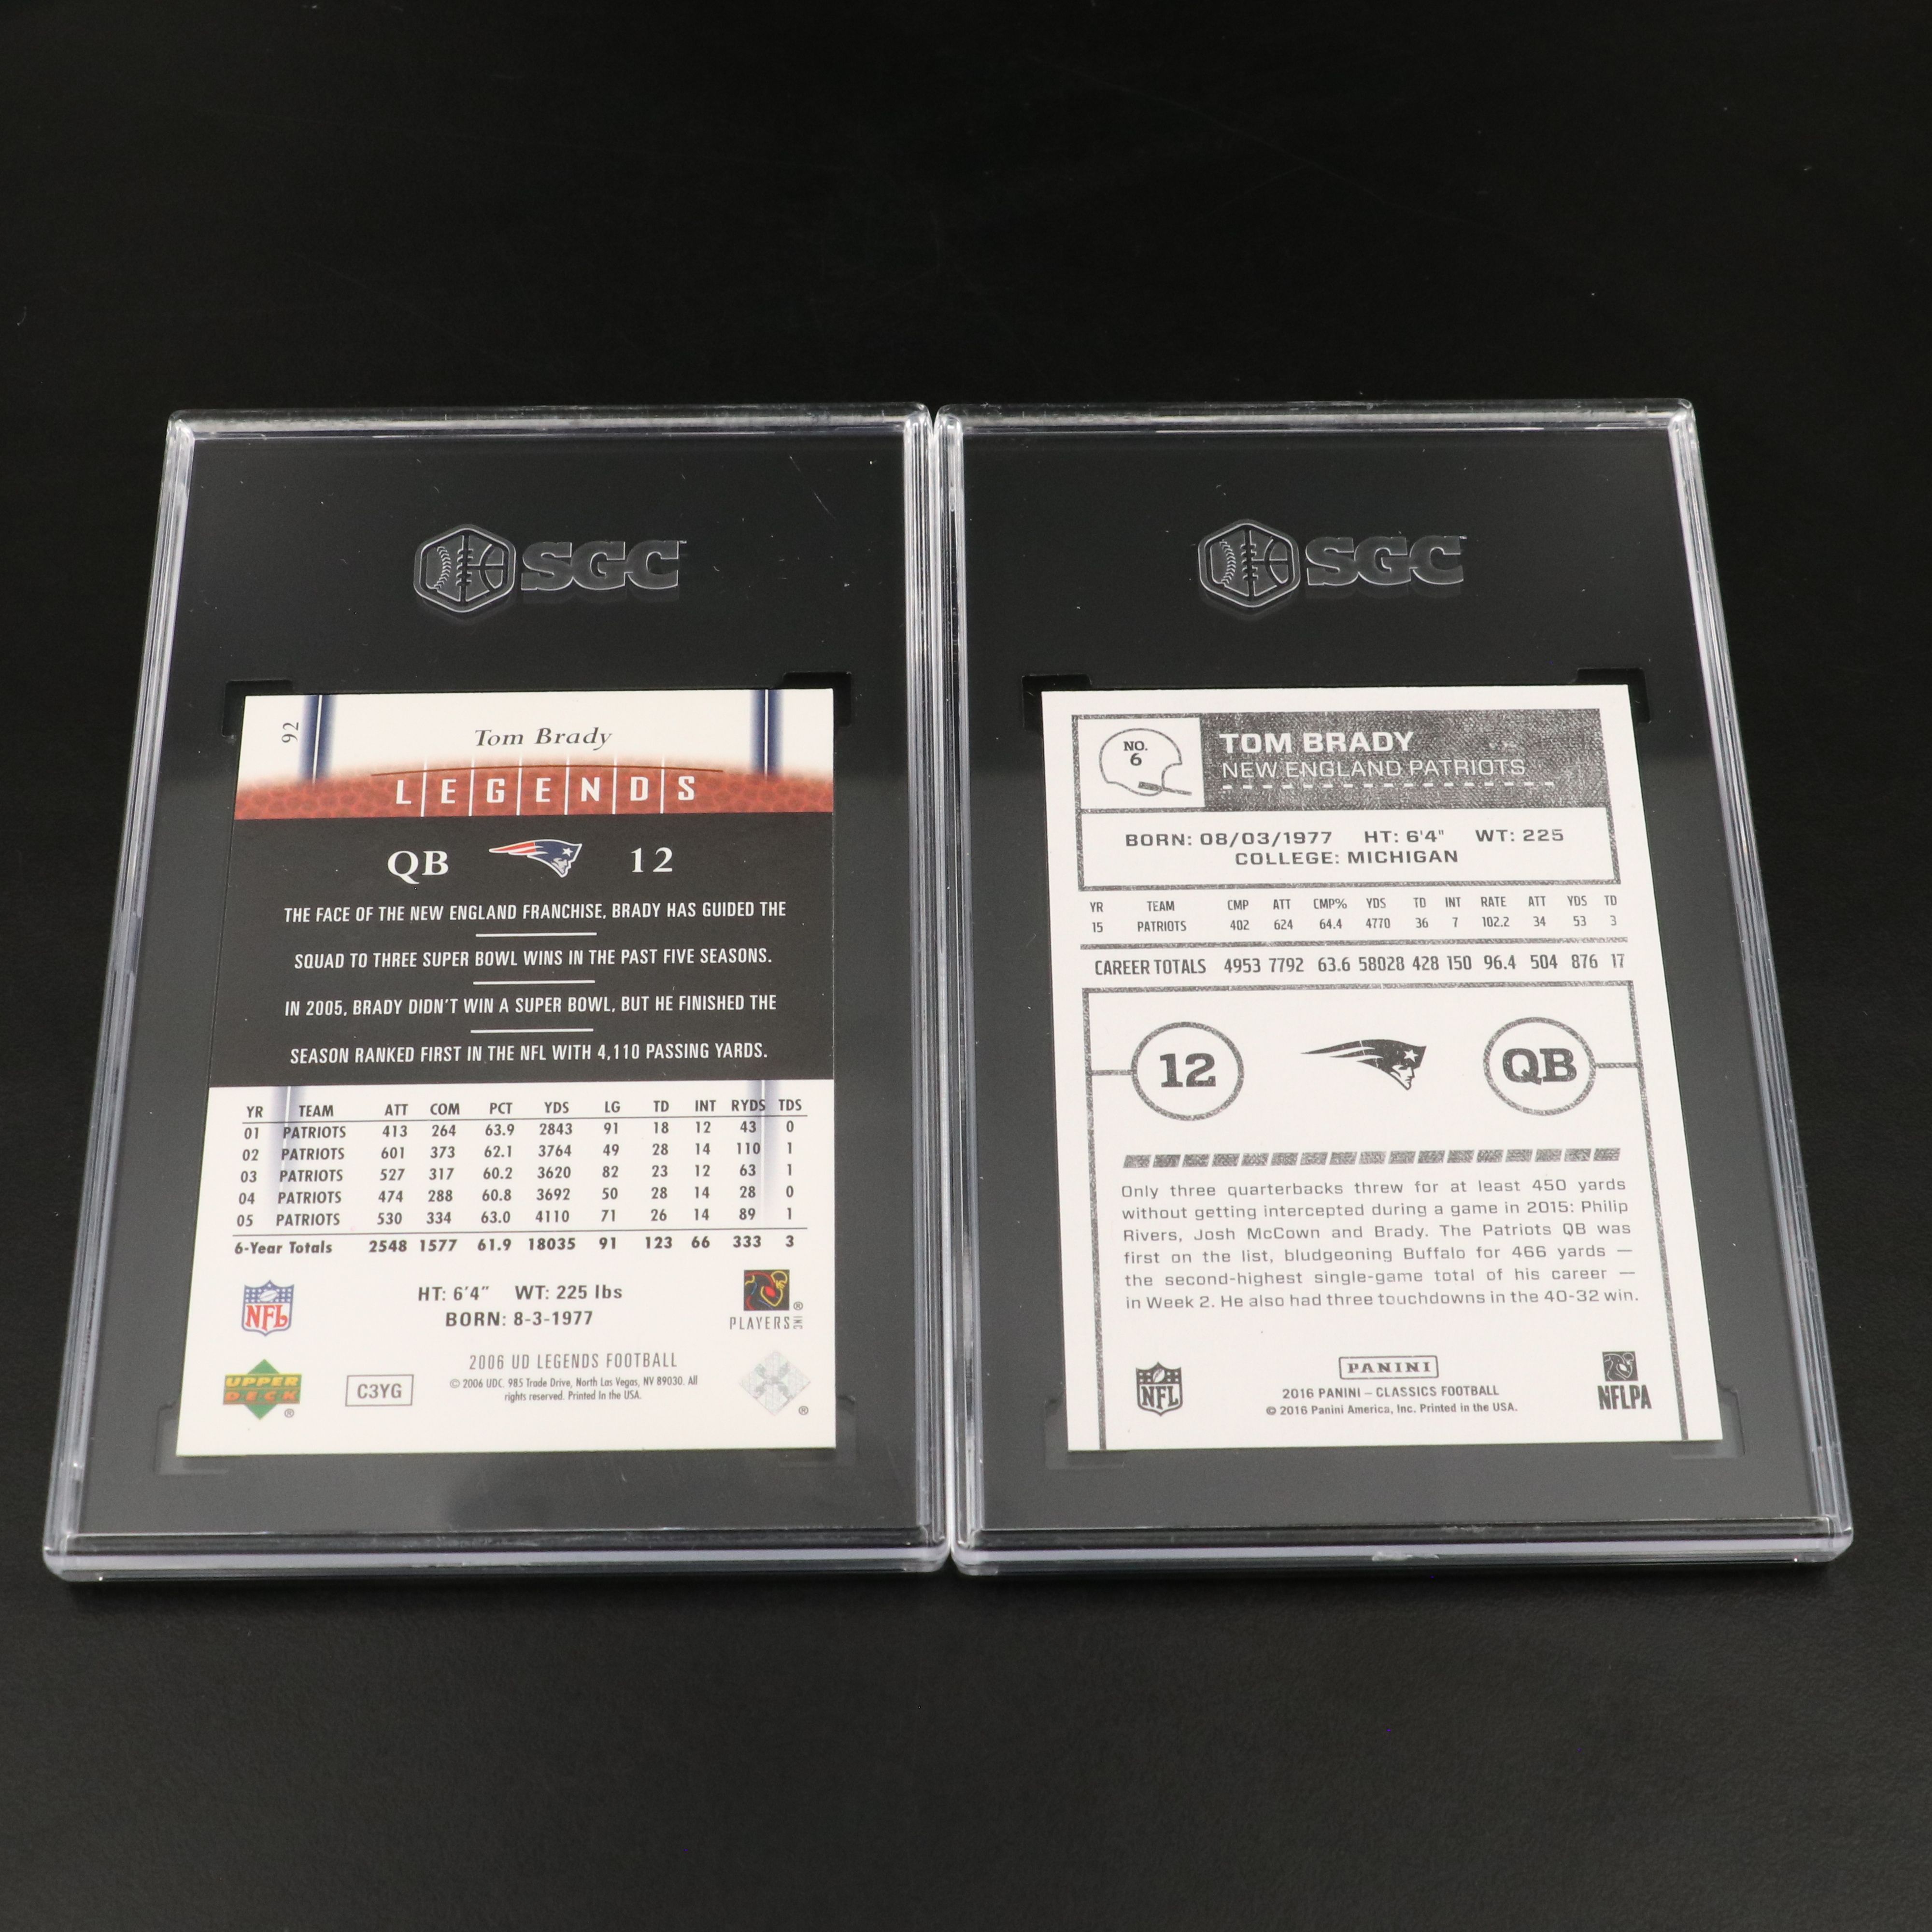 SGC
92
Tom Brady
LEGENDS
QB 12
THE FACE OF THE NEW ENGLAND FRANCHISE, BRADY HAS GUIDED THE
SQUAD TO THREE SUPER BOWL WINS IN THE PAST FIVE SEASONS.
IN 2005, BRADY DIDN'T WIN A SUPER BOWL, BUT HE FINISHED THE
SEASON RANKED FIRST IN THE NFL WITH 4,110 PASSING YARDS.
YR TEAM ATT COM PCT YDS LG TD INT RYDS TDS
01 PATRIOTS 413 264 63.9 2843 91 18 12 43 0
02 PATRIOTS 601 373 62.1 3764 49 28 14 110 1
03 PATRIOTS 527 317 60.2 3620 82 23 12 63 1
04 PATRIOTS 474 288 60.8 3692 50 28 14 28 0
05 PATRIOTS 530 334 63.0 4110 71 26 14 89 1
6-Year Totals 2548 1577 61.9 18035 91 123 66 333 3
NFL
HT: 6'4" WT: 225 lbs
BORN: 8-3-1977
PLAYERS INC ®
UPPER DECK ®
C3YG
2006 UD LEGENDS FOOTBALL
© 2006 UDC. 985 Trade Drive, North Las Vegas, NV 89030. All
rights reserved. Printed In the USA.
®
SGC
NO.
6
TOM BRADY
NEW ENGLAND PATRIOTS
BORN: 08/03/1977 HT: 6'4" WT: 225
COLLEGE: MICHIGAN
YR TEAM CMP ATT CMP% YDS TD INT RATE ATT YDS TD
15 PATRIOTS 402 624 64.4 4770 36 7 102.2 34 53 3
CAREER TOTALS 4953 7792 63.6 58028 428 150 96.4 504 876 17
12 QB
Only three quarterbacks threw for at least 450 yards
without getting intercepted during a game in 2015: Philip
Rivers, Josh McCown and Brady. The Patriots QB was
first on the list, bludgeoning Buffalo for 466 yards —
the second-highest single-game total of his career —
in Week 2. He also had three touchdowns in the 40-32 win.
NFL
PANINI
2016 PANINI – CLASSICS FOOTBALL
© 2016 Panini America, Inc. Printed in the USA.
NFLPA